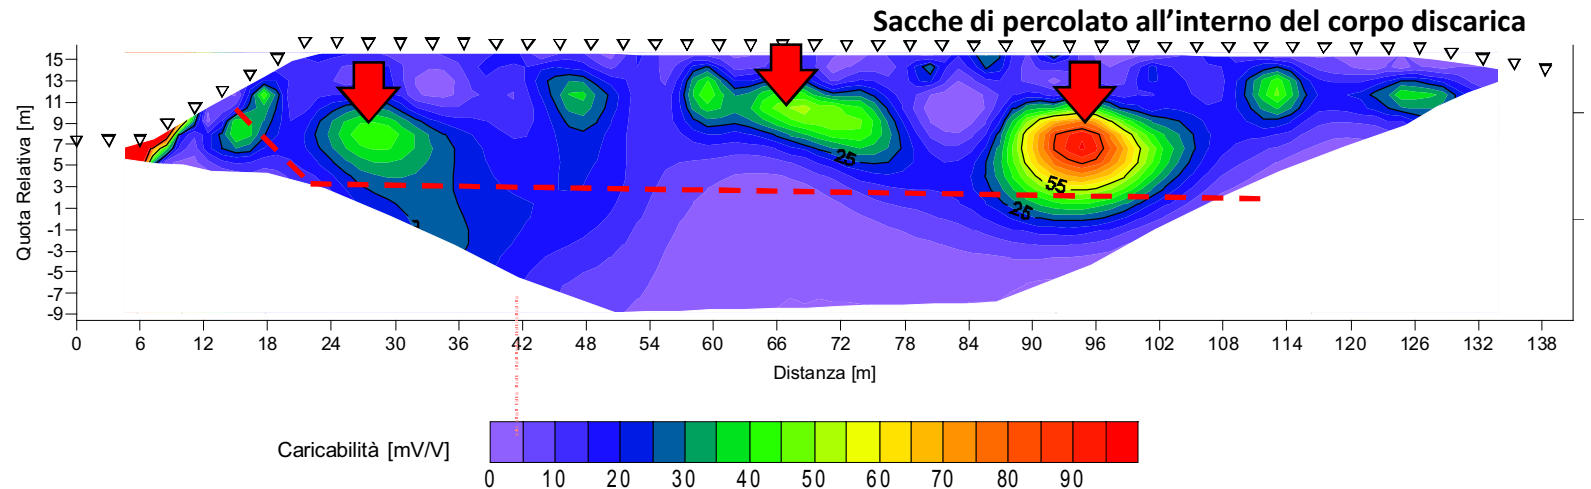 Sacche di percolato all’interno del corpo discarica
Quota Relativa [m]
15
13
11
9
7
5
3
1
-1
-3
-5
-7
-9
25
55
25
0 6 12 18 24 30 36 42 48 54 60 66 72 78 84 90 96 102 108 114 120 126 132 138
Distanza [m]
Caricabilità [mV/V]
0 10 20 30 40 50 60 70 80 90